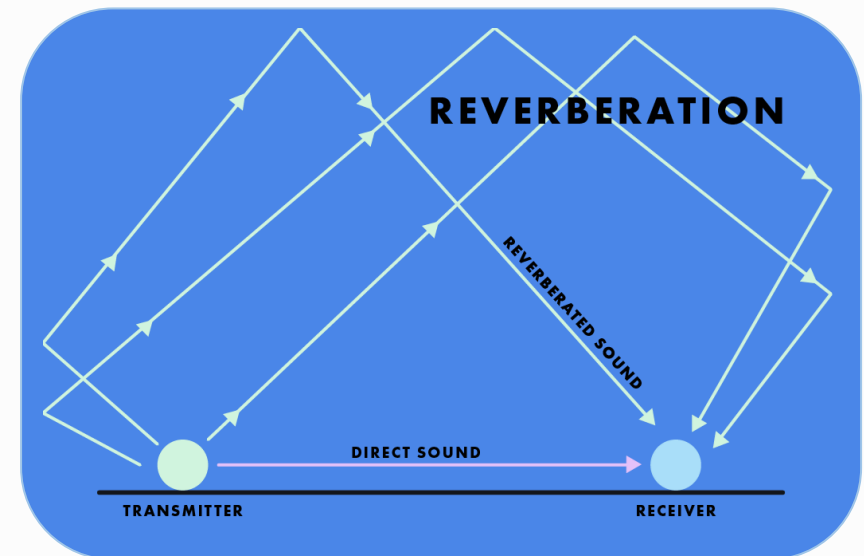 REVERBERATION
REVERBERATED SOUND
DIRECT SOUND
TRANSMITTER
RECEIVER